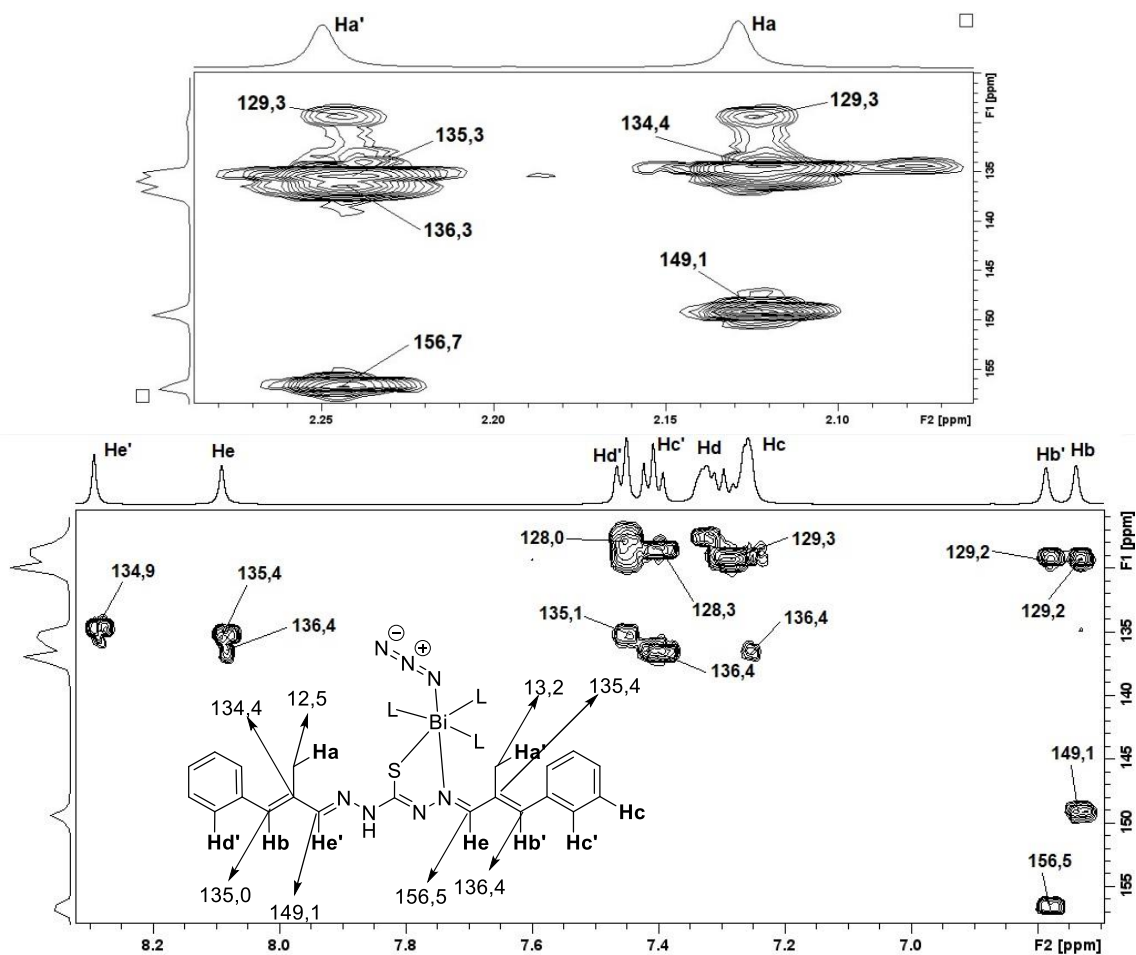 Ha'
Ha
129,3
129,3
135,3
134,4
136,3
149,1
156,7
135
140
145
150
155
F1 [ppm]
2.25
2.20
2.15
2.10
F2 [ppm]
He'
He
Hd'
Hc'
Hd
Hc
Hb'
Hb
128,0
129,3
129,2
134,9
135,4
128,3
129,2
135,1
136,4
136,4
136,4
149,1
156,5
N
N
N
13,2
135,4
134,4
12,5
L
L
Bi
L
Ha
Ha'
S
N
N
H
N
N
Hc
Hd'
Hb
He'
He
Hb'
Hc'
135,0
149,1
156,5
136,4
F1 [ppm]
135
140
145
150
155
8.2
8.0
7.8
7.6
7.4
7.2
7.0
F2 [ppm]